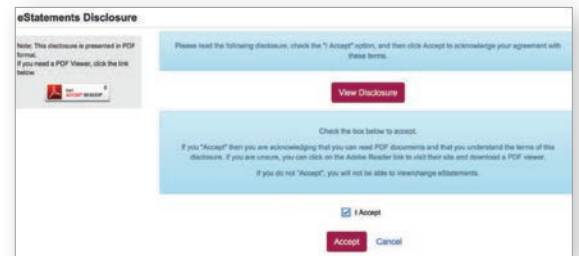 eStatements Disclosure
Note: This disclosure is presented in PDF
format.
If you need a PDF Viewer, click the link
below.
Get
ADOBE® READER®
Please read the following disclosure, check the "I Accept" option, and then click Accept to acknowledge your agreement with
these terms.
View Disclosure
Check the box below to accept.
If you "Accept" then you are acknowledging that you can read PDF documents and that you understand the terms of this
disclosure. If you are unsure, you can click on the Adobe Reader link to visit their site and download a PDF viewer.
If you do not "Accept", you will not be able to view/change eStatements.
I Accept
Accept Cancel